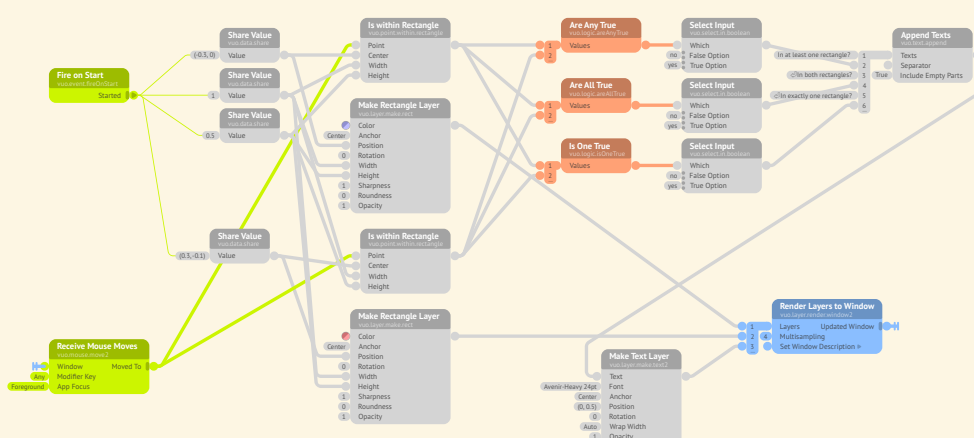 Fire on Start
vuo.event.fireOnStart
Started
Share Value
vuo.data.share
(-0.3, 0)
Value
Share Value
vuo.data.share
1
Value
Share Value
vuo.data.share
0.5
Value
Share Value
vuo.data.share
(0.3, -0.1)
Value
Receive Mouse Moves
vuo.mouse.move2
Window
Moved To
Any
Modifier Key
Foreground
App Focus
Is within Rectangle
vuo.point.within.rectangle
Point
Center
Width
Height
Make Rectangle Layer
vuo.layer.make.rect
Color
Center
Anchor
Position
0
Rotation
Width
Height
1
Sharpness
0
Roundness
1
Opacity
Is within Rectangle
vuo.point.within.rectangle
Point
Center
Width
Height
Make Rectangle Layer
vuo.layer.make.rect
Color
Center
Anchor
Position
0
Rotation
Width
Height
1
Sharpness
0
Roundness
1
Opacity
Are Any True
vuo.logic.areAnyTrue
1
2
Values
Are All True
vuo.logic.areAllTrue
1
2
Values
Is One True
vuo.logic.isOneTrue
1
2
Values
Select Input
vuo.select.in.boolean
Which
no
False Option
yes
True Option
Select Input
vuo.select.in.boolean
Which
no
False Option
yes
True Option
Select Input
vuo.select.in.boolean
Which
no
False Option
yes
True Option
In at least one rectangle?
⏎In both rectangles?
⏎In exactly one rectangle?
1
2
3
4
5
6
Append Texts
vuo.text.append
Texts
Separator
True
Include Empty Parts
Render Layers to Window
vuo.layer.render.window2
1
2
3
Layers
Updated Window
4
Multisampling
Set Window Description >
Make Text Layer
vuo.layer.make.text2
Text
Avenir-Heavy 24pt
Font
Center
Anchor
(0, 0.5)
Position
0
Rotation
Auto
Wrap Width
1
Opacity